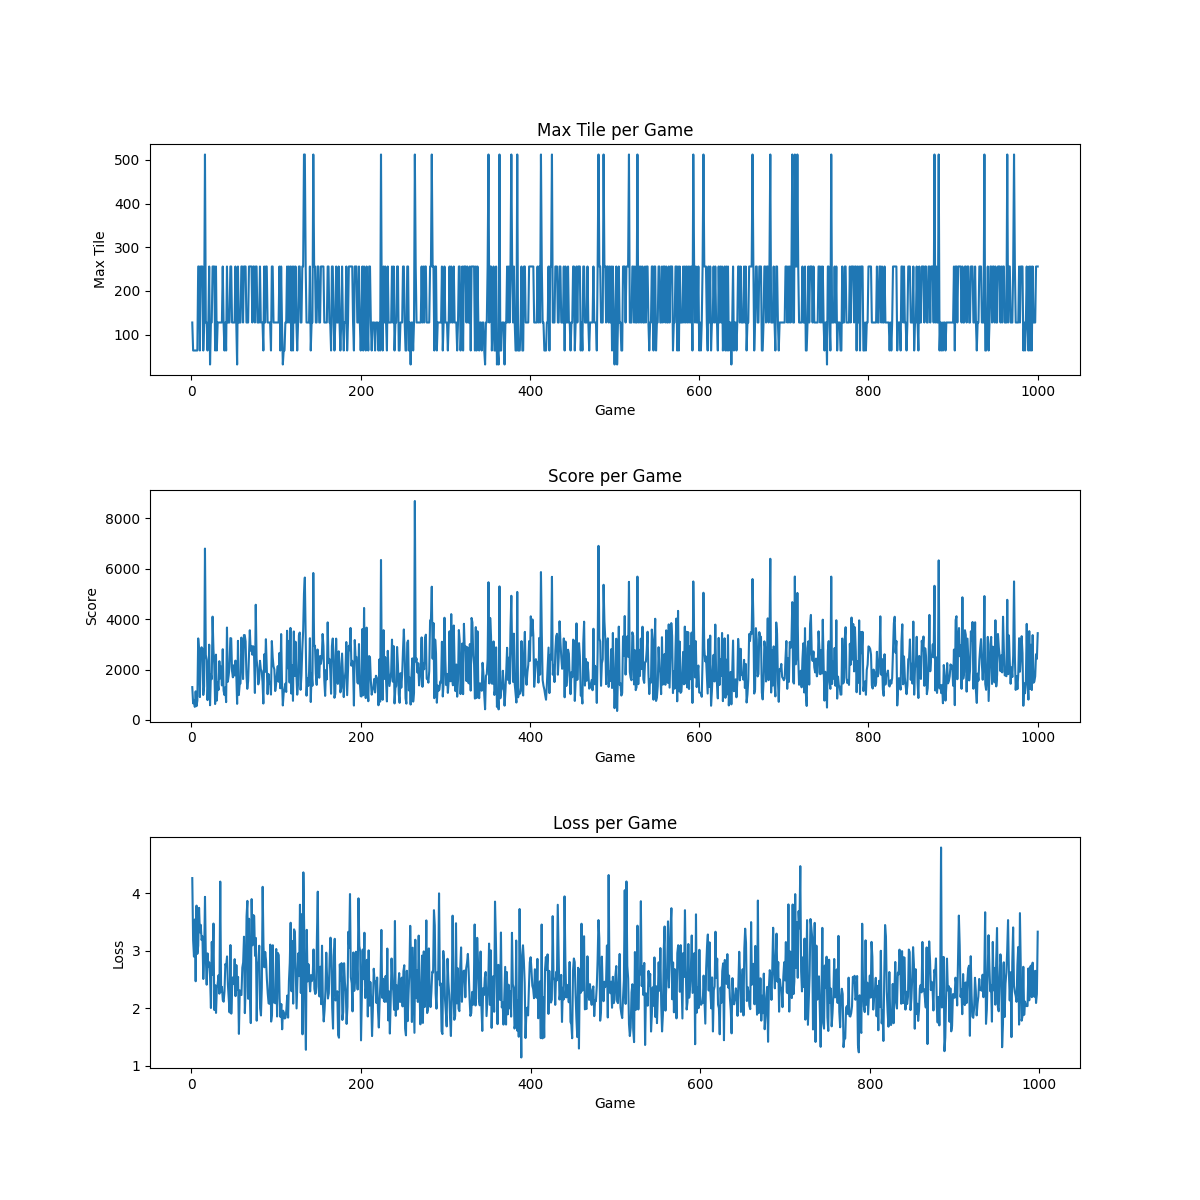 Max Tile per Game
500
400
300
200
100
Max Tile
0 200 400 600 800 1000
Game
Score per Game
8000
6000
4000
2000
0
Score
0 200 400 600 800 1000
Game
Loss per Game
4
3
2
1
Loss
0 200 400 600 800 1000
Game